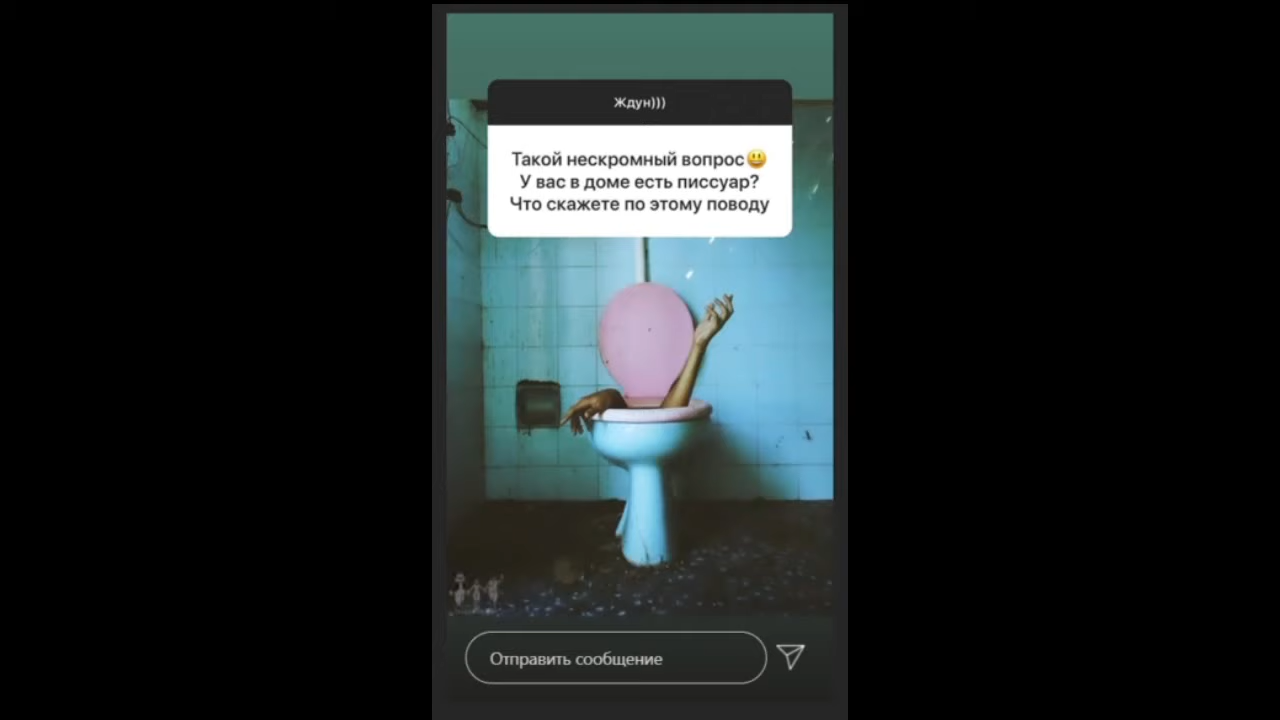 Ждун)))
Такой нескромный вопрос😃
У вас в доме есть писсуар?
Что скажете по этому поводу
Отправить сообщение